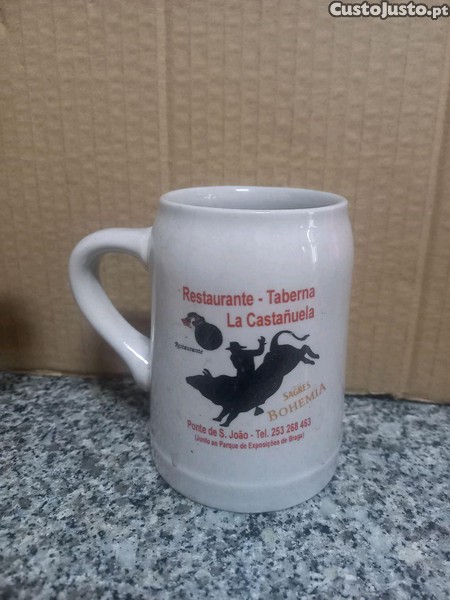 CustoJusto.pt
Restaurante - Taberna
La Castañuela
Restaurante
SAGRES
BOHEMIA
Ponte de S. João - Tel. 253 268 463
(Junto ao Parque de Exposições de Braga)